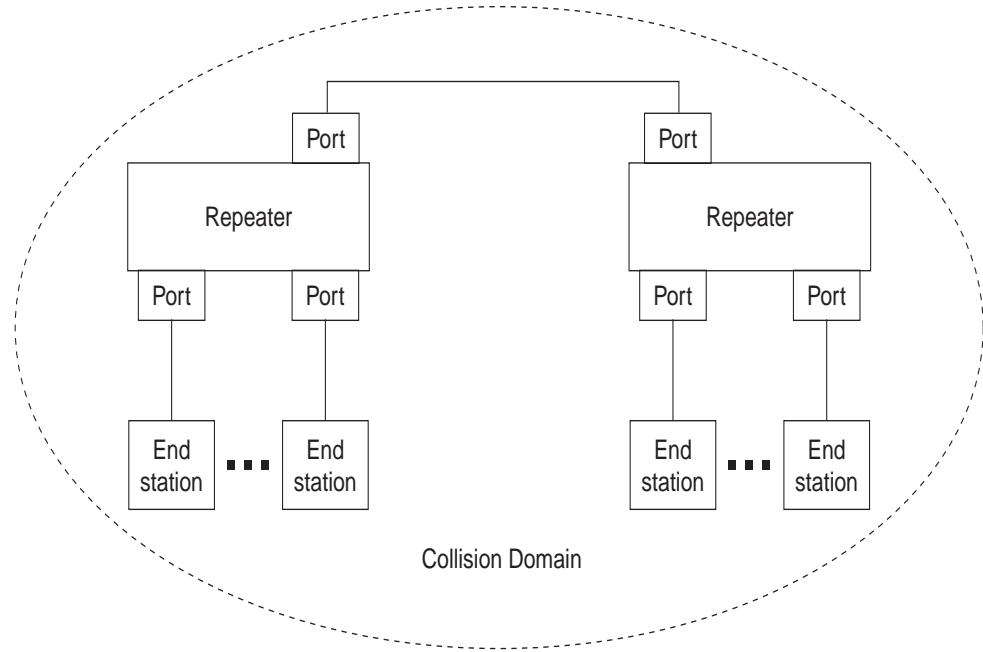 Port
Port
Repeater
Repeater
Port
Port
Port
Port
End
station
End
station
End
station
End
station
Collision Domain